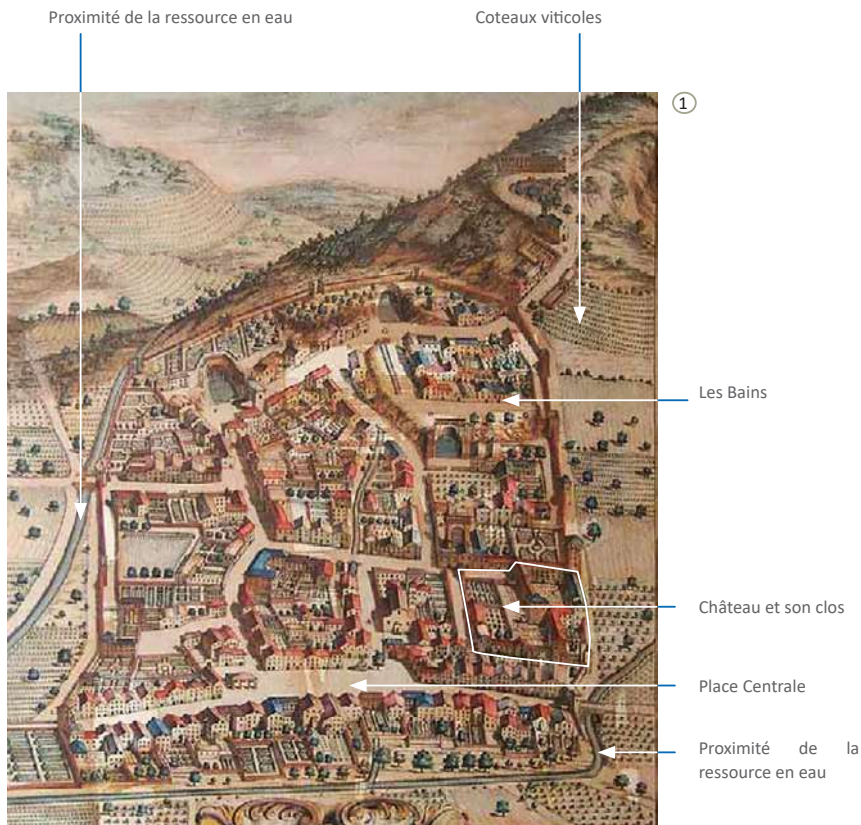 Proximité de la ressource en eau
Coteaux viticoles
①
Les Bains
Château et son clos
Place Centrale
Proximité de la
ressource en eau